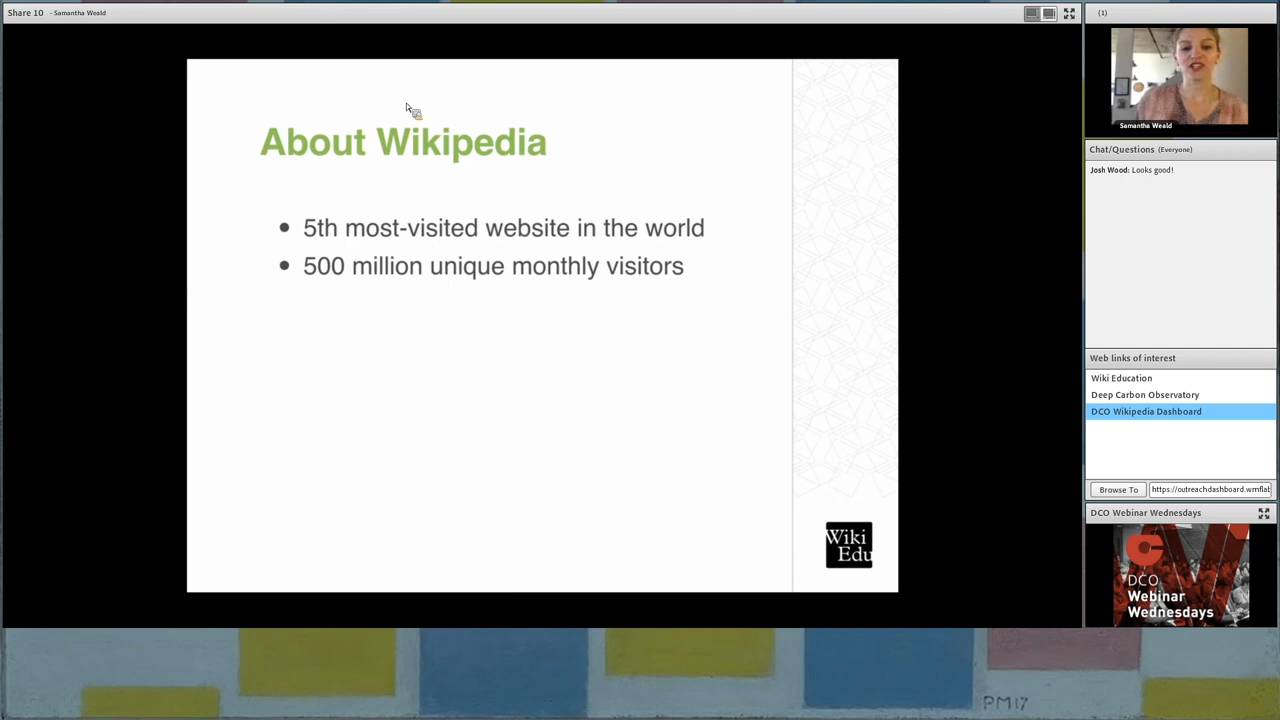 Share 10 - Samantha Weald
About Wikipedia
• 5th most-visited website in the world
• 500 million unique monthly visitors
Wiki
Edu
(1)
Samantha Weald
Chat/Questions (Everyone)
Josh Wood: Looks good!
Web links of interest
Wiki Education
Deep Carbon Observatory
DCO Wikipedia Dashboard
Browse To https://outreachdashboard.wmflab
DCO Webinar Wednesdays
DCO
Webinar
Wednesdays
PM17